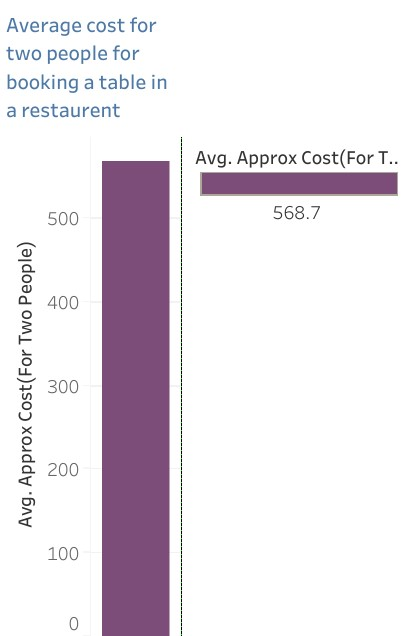 Average cost for
two people for
booking a table in
a restaurent
Avg. Approx Cost(For T..
568.7
Avg. Approx Cost(For Two People)
500
400
300
200
100
0